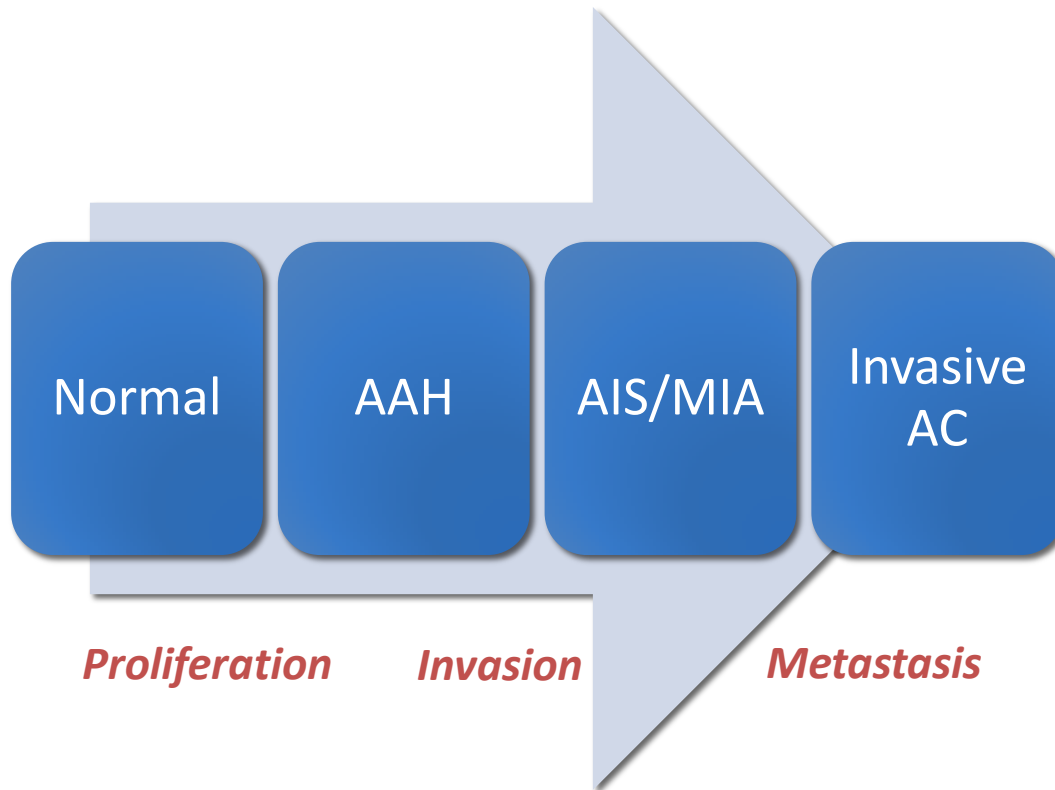 Normal
AAH
AIS/MIA
Invasive
AC
Proliferation
Invasion
Metastasis